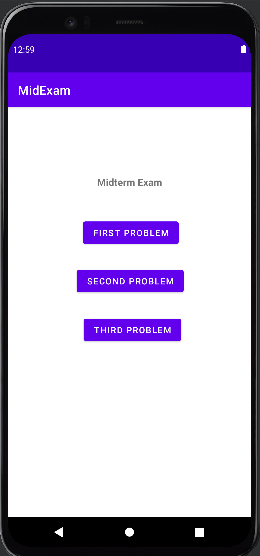 12:59
MidExam
Midterm Exam
FIRST PROBLEM
SECOND PROBLEM
THIRD PROBLEM